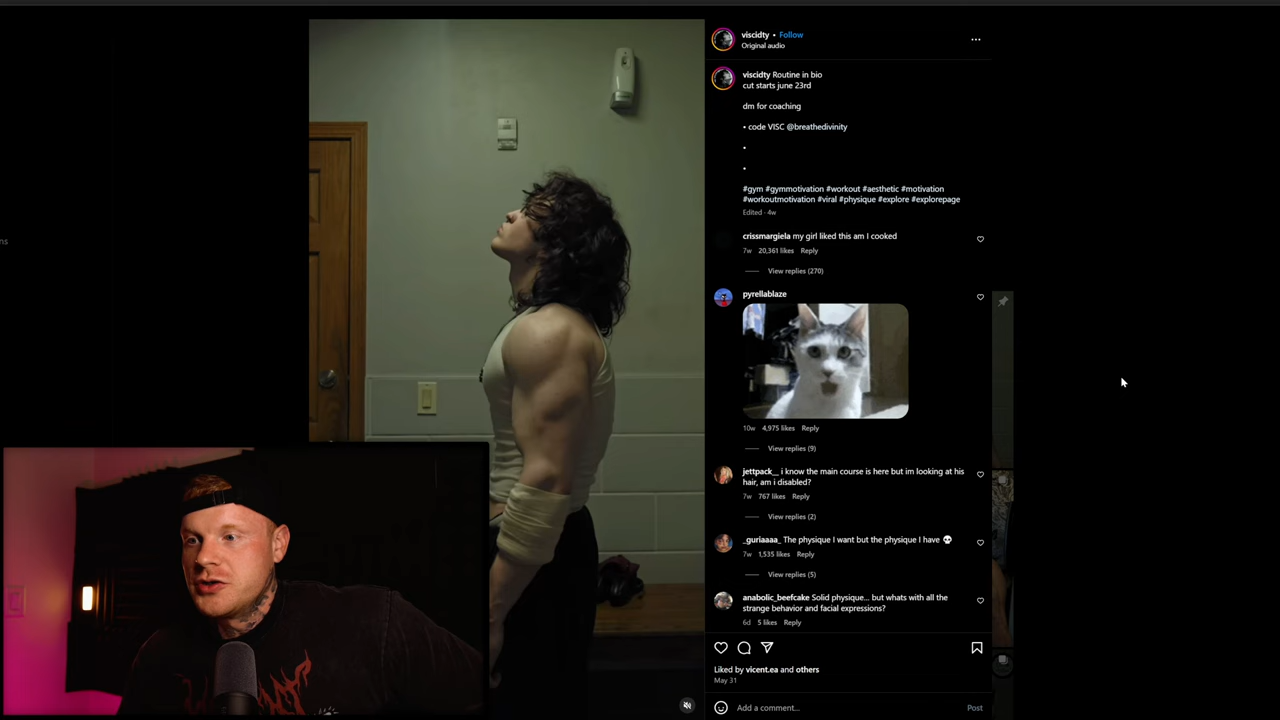 viscidty • Follow
Original audio
viscidty Routine in bio
cut starts june 23rd
dm for coaching
• code VISC @breathedivinity
•
•
#gym #gymmotivation #workout #aesthetic #motivation
#workoutmotivation #viral #physique #explore #explorepage
Edited · 4w
crissmargiela my girl liked this am I cooked
7w 20,361 likes Reply
View replies (270)
pyrellablaze
10w 4,975 likes Reply
View replies (9)
jettpack__ i know the main course is here but im looking at his
hair, am i disabled?
7w 767 likes Reply
View replies (2)
_guriaaaa_ The physique I want but the physique I have 💀
7w 1,535 likes Reply
View replies (5)
anabolic_beefcake Solid physique... but whats with all the
strange behavior and facial expressions?
6d 5 likes Reply
Liked by vicent.ea and others
May 31
Add a comment...
Post
ns